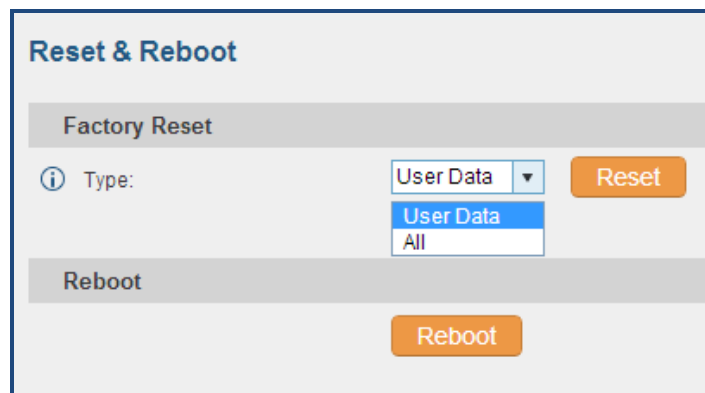 Reset & Reboot
Factory Reset
Type: User Data Reset
User Data
All
Reboot
Reboot